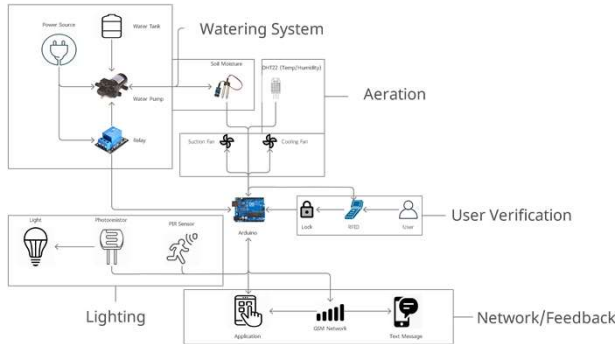 Power Source
Water Tank
Watering System
Water Pump
Soil Moisture
DHT22 (Temp/Humidity)
Aeration
Relay
Suction Fan
Cooling Fan
User Verification
Arduino
Lock
RFID
User
Light
Photoresistor
PIR Sensor
Lighting
Network/Feedback
Application
GSM Network
Text Message